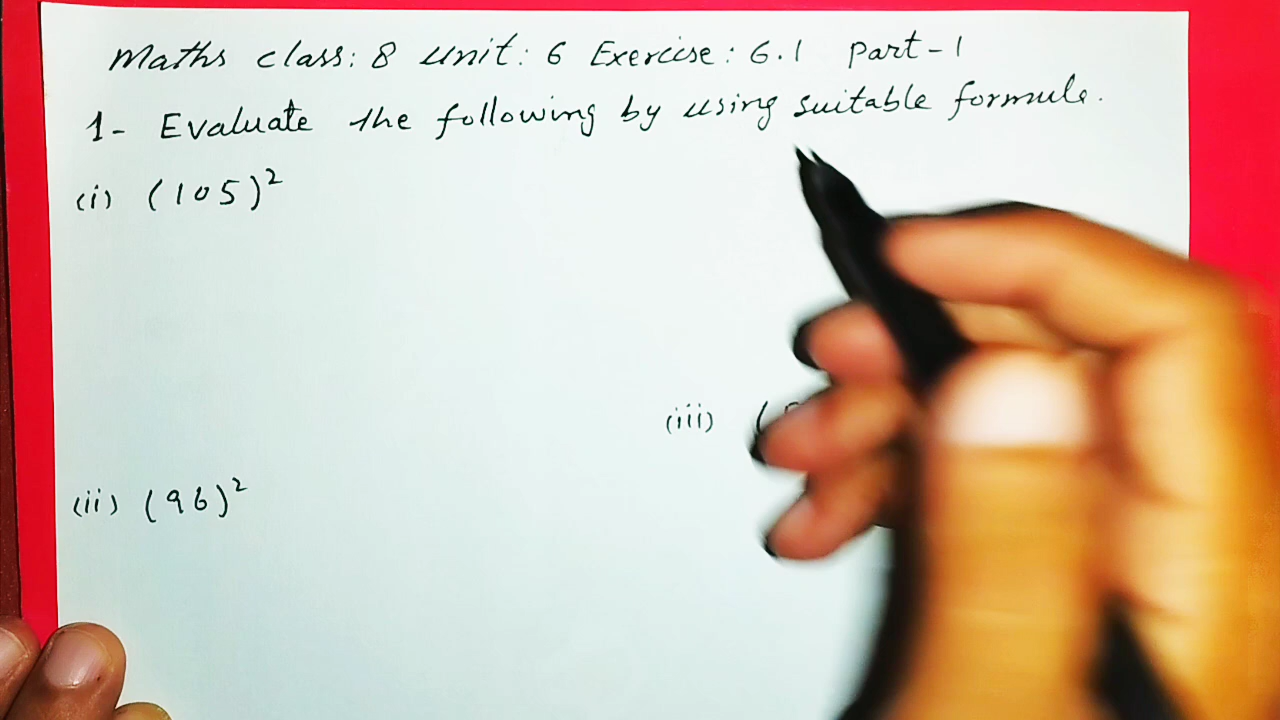 Maths class: 8 unit: 6 Exercise: 6.1 Part-1
1- Evaluate the following by using suitable formula.
(i) (105)²
(iii) (
(ii) (96)²